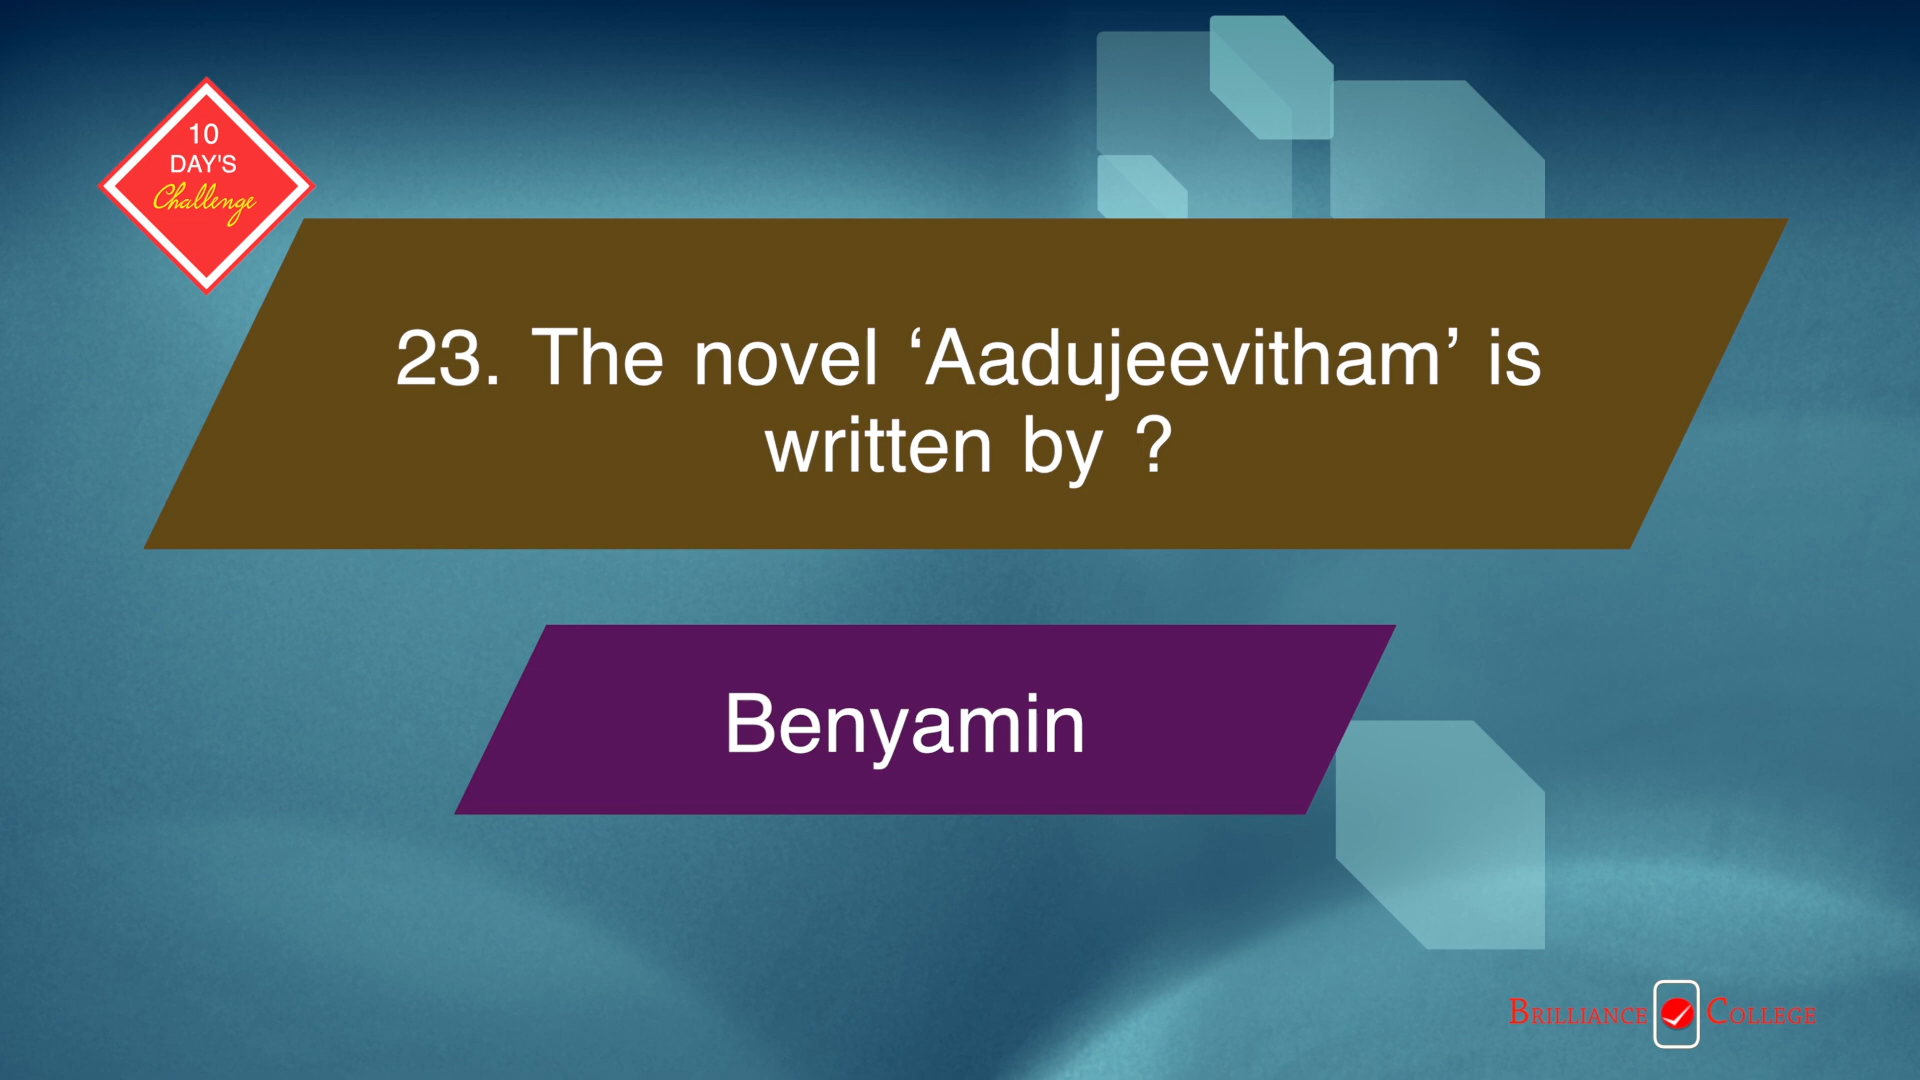 10
DAY'S
Challenge
23. The novel ‘Aadujeevitham’ is
written by ?
Benyamin
BRILLIANCE COLLEGE